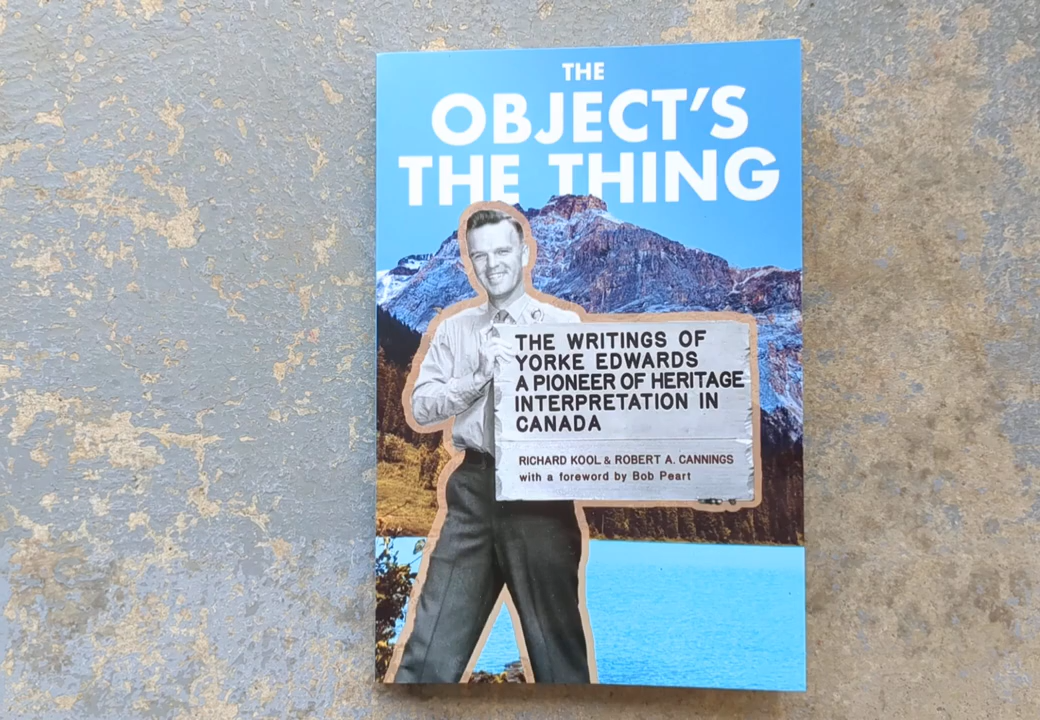 THE
OBJECT'S
THE THING
THE WRITINGS OF
YORKE EDWARDS
A PIONEER OF HERITAGE
INTERPRETATION IN
CANADA
RICHARD KOOL & ROBERT A. CANNINGS
with a foreword by Bob Peart